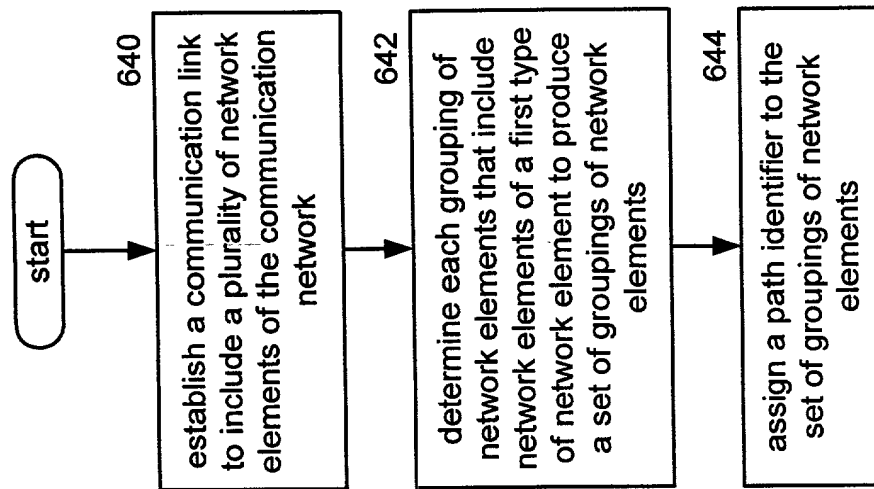 start
640
establish a communication link
to include a plurality of network
elements of the communication
network
642
determine each grouping of
network elements that include
network elements of a first type
of network element to produce
a set of groupings of network
elements
644
assign a path identifier to the
set of groupings of network
elements